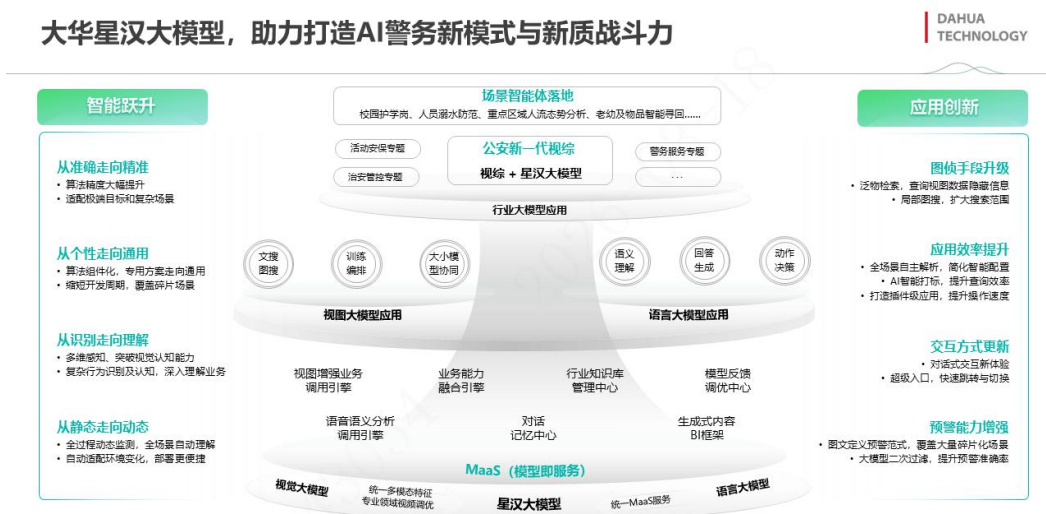 大华星汉大模型，助力打造AI警务新模式与新质战斗力
DAHUA
TECHNOLOGY
智能跃升
从准确走向精准
• 算法精度大幅提升
• 适配极端目标和复杂场景
从个性走向通用
• 算法组件化，专用方案走向通用
• 缩短开发周期，覆盖碎片场景
从识别走向理解
• 多维感知、突破视觉认知能力
• 复杂行为识别及认知，深入理解业务
从静态走向动态
• 全过程动态监测，全场景自动理解
• 自动适配环境变化，部署更便捷
场景智能体落地
校园护学岗、人员溺水防范、重点区域人流态势分析、老幼及物品智能寻回......
活动安保专题
治安管控专题
公安新一代视综
视综 + 星汉大模型
警务服务专题
...
行业大模型应用
文搜
图搜
训练
编排
大小模
型协同
语义
理解
回答
生成
动作
决策
视图大模型应用
语言大模型应用
视图增强业务
调用引擎
业务能力
融合引擎
行业知识库
管理中心
模型反馈
调优中心
语音语义分析
调用引擎
对话
记忆中心
生成式内容
BI框架
MaaS（模型即服务）
视觉大模型
统一多模态特征
专业领域视频调优
星汉大模型
统一MaaS服务
语言大模型
应用创新
图侦手段升级
• 泛物检索，查询视图数据隐藏信息
• 局部图搜，扩大搜索范围
应用效率提升
• 全场景自主解析，简化智能配置
• AI智能打标，提升查询效率
• 打造插件级应用，提升操作速度
交互方式更新
• 对话式交互新体验
• 超级入口，快速跳转与切换
预警能力增强
• 图文定义预警范式，覆盖大量碎片化场景
• 大模型二次过滤，提升预警准确率